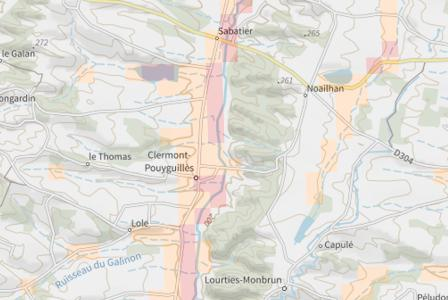 Sabatier
272
265
le Galan
261
Noailhan
ongardin
le Thomas
Clermont-
Pouyguillès
D304
Lole
202
Capulé
Ruisseau du Galinon
Lourties-Monbrun
Péludo